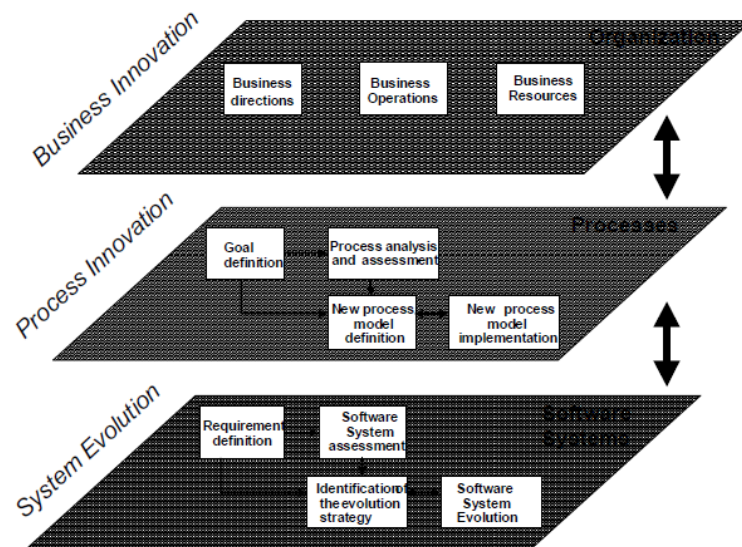 Business Innovation
Organization
Business
directions
Business
Operations
Business
Resources
Process Innovation
Processes
Goal
definition
Process analysis
and assessment
New process
model
definition
New process
model
implementation
System Evolution
Software
Systems
Requirement
definition
Software
System
assessment
Identification of
the evolution
strategy
Software
System
Evolution